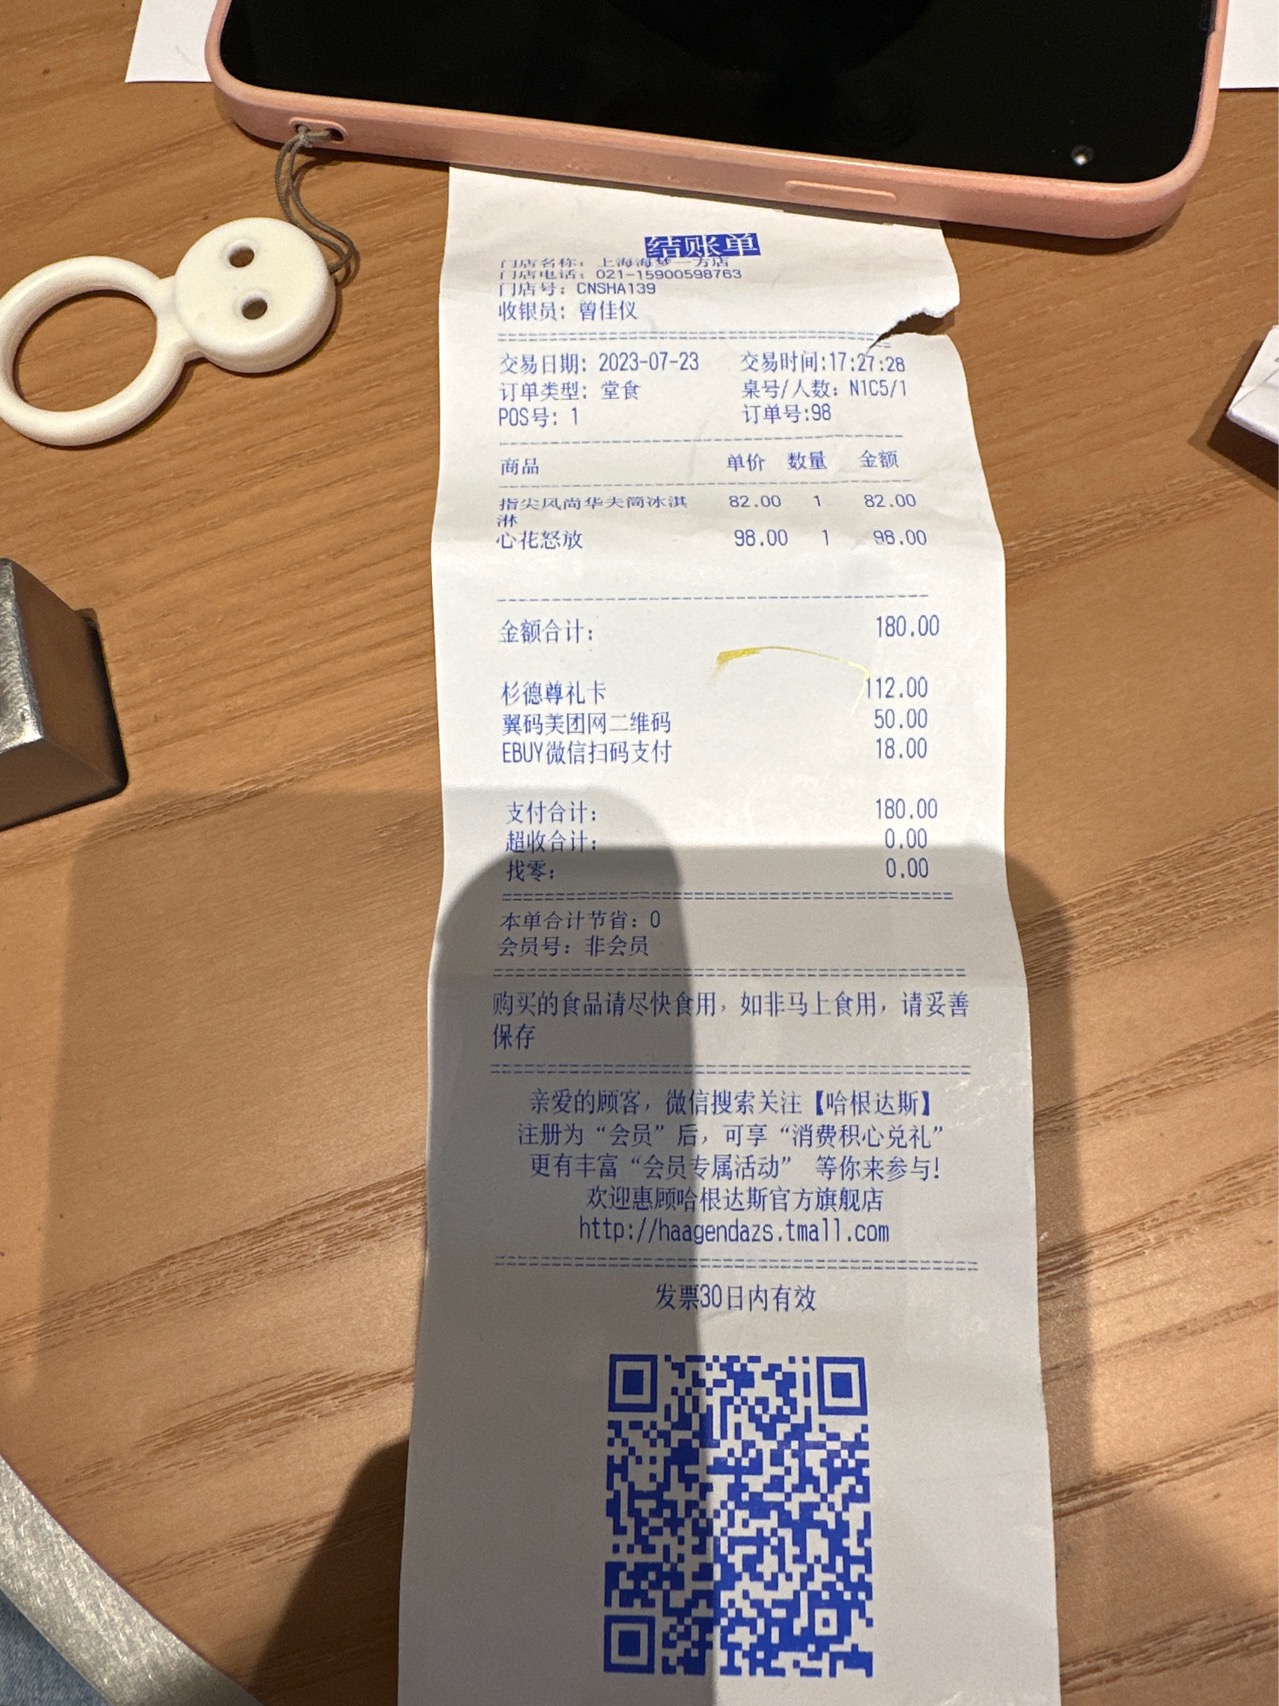 结账单
门店名称: 上海海梦一方店
门店电话: 021-15900598763
门店号: CNSHA139
收银员: 曾佳仪
交易日期: 2023-07-23 交易时间:17:27:28
订单类型: 堂食 桌号/人数: N1C5/1
POS号: 1 订单号:98
商品 单价 数量 金额
指尖风尚华夫筒冰淇 82.00 1 82.00
淋
心花怒放 98.00 1 98.00
金额合计: 180.00
杉德尊礼卡 112.00
翼码美团网二维码 50.00
EBUY微信扫码支付 18.00
支付合计: 180.00
超收合计: 0.00
找零: 0.00
本单合计节省: 0
会员号: 非会员
购买的食品请尽快食用, 如非马上食用, 请妥善
保存
亲爱的顾客, 微信搜索关注【哈根达斯】
注册为“会员”后, 可享“消费积心兑礼”
更有丰富“会员专属活动” 等你来参与!
欢迎惠顾哈根达斯官方旗舰店
http://haagendazs.tmall.com
发票30日内有效